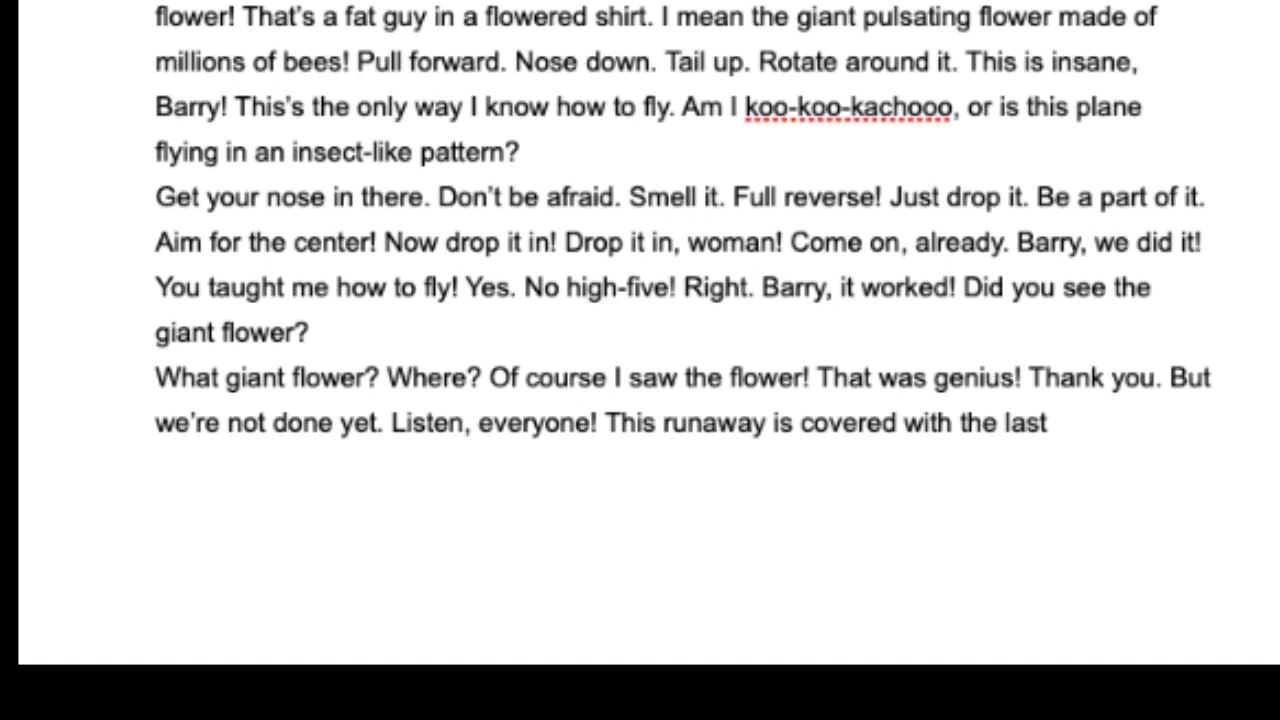 flower! That's a fat guy in a flowered shirt. I mean the giant pulsating flower made of
millions of bees! Pull forward. Nose down. Tail up. Rotate around it. This is insane,
Barry! This's the only way I know how to fly. Am I koo-koo-kachooo, or is this plane
flying in an insect-like pattern?
Get your nose in there. Don't be afraid. Smell it. Full reverse! Just drop it. Be a part of it.
Aim for the center! Now drop it in! Drop it in, woman! Come on, already. Barry, we did it!
You taught me how to fly! Yes. No high-five! Right. Barry, it worked! Did you see the
giant flower?
What giant flower? Where? Of course I saw the flower! That was genius! Thank you. But
we're not done yet. Listen, everyone! This runaway is covered with the last